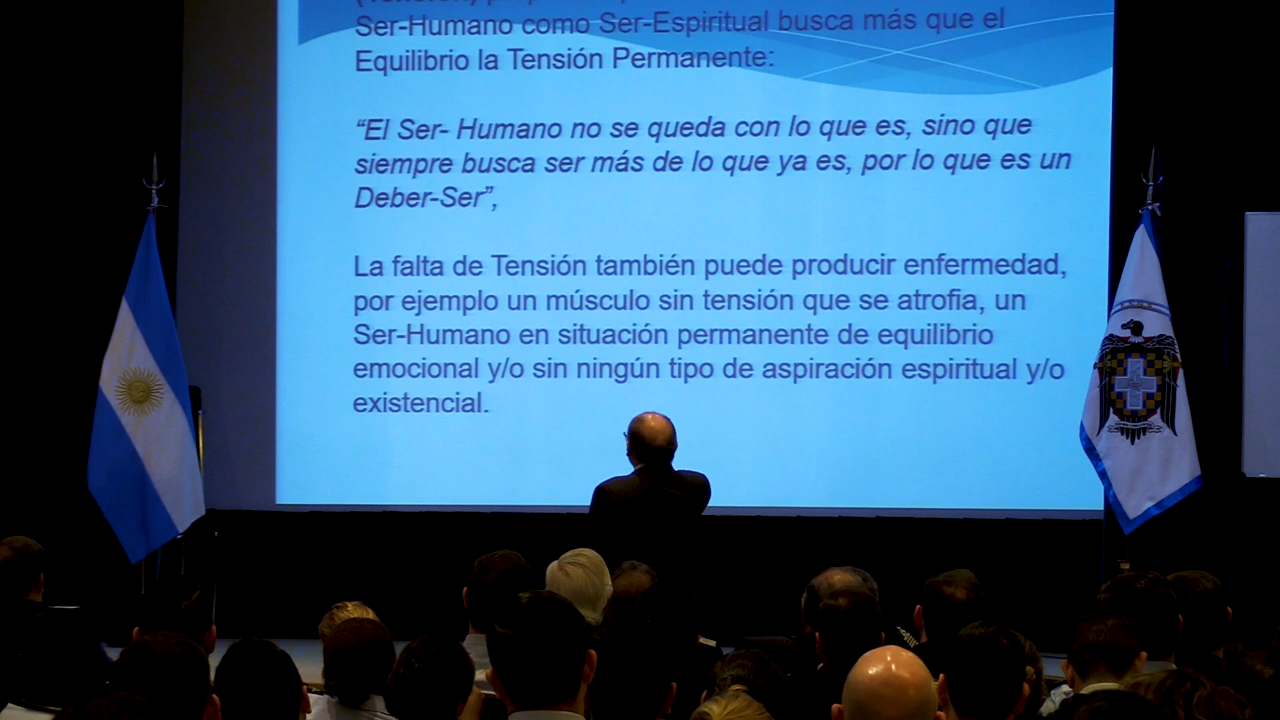 Ser-Humano como Ser-Espiritual busca más que el
Equilibrio la Tensión Permanente:
“El Ser- Humano no se queda con lo que es, sino que
siempre busca ser más de lo que ya es, por lo que es un
Deber-Ser”,
La falta de Tensión también puede producir enfermedad,
por ejemplo un músculo sin tensión que se atrofia, un
Ser-Humano en situación permanente de equilibrio
emocional y/o sin ningún tipo de aspiración espiritual y/o
existencial.